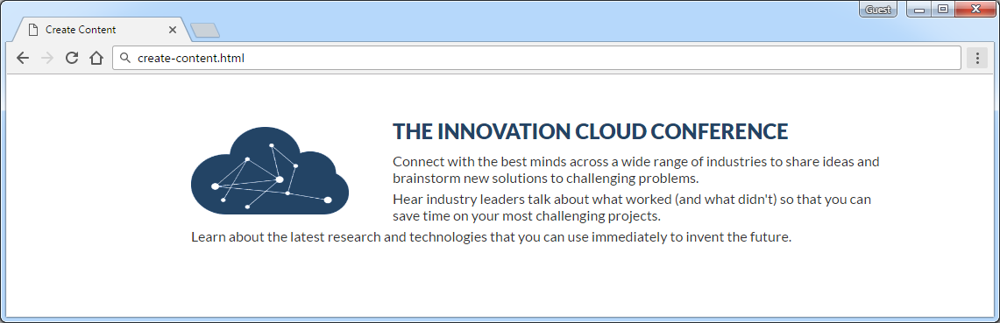 Guest
Create Content
create-content.html
THE INNOVATION CLOUD CONFERENCE
Connect with the best minds across a wide range of industries to share ideas and
brainstorm new solutions to challenging problems.
Hear industry leaders talk about what worked (and what didn't) so that you can
save time on your most challenging projects.
Learn about the latest research and technologies that you can use immediately to invent the future.